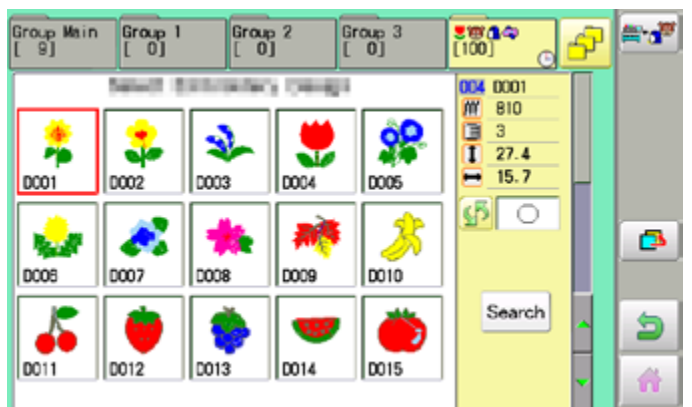 Group Main
[ 9]
Group 1
[ 0]
Group 2
[ 0]
Group 3
[ 0]
[100]
004 0001
810
3
27.4
15.7
D001
D002
D003
D004
D005
D006
D007
D008
D009
D010
D011
D012
D013
D014
D015
Search